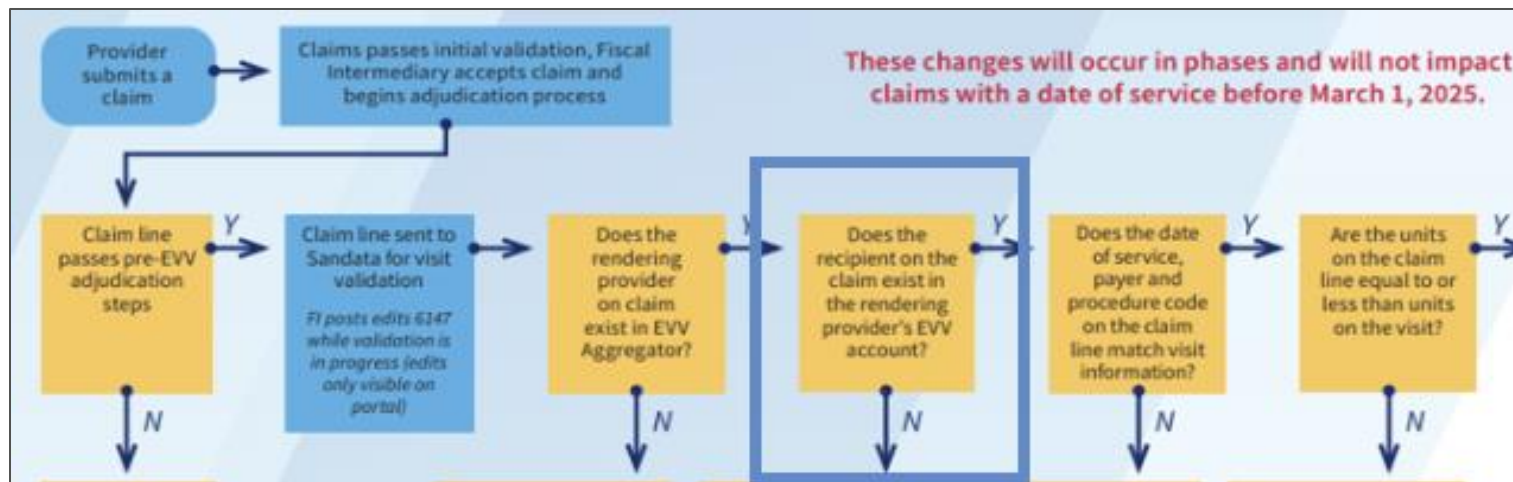 Provider
submits a
claim
Claims passes initial validation, Fiscal
Intermediary accepts claim and
begins adjudication process
These changes will occur in phases and will not impact
claims with a date of service before March 1, 2025.
Claim line
passes pre-EVV
adjudication
steps
Y
N
Claim line sent to
Sandata for visit
validation
FI posts edits 6147
while validation is
in progress (edits
only visible on
portal)
Does the
rendering
provider
on claim
exist in EVV
Aggregator?
Y
N
Does the
recipient on the
claim exist in
the rendering
provider's EVV
account?
Y
N
Does the date
of service,
payer and
procedure code
on the claim
line match visit
information?
Y
N
Are the units
on the claim
line equal to or
less than units
on the visit?
Y
N